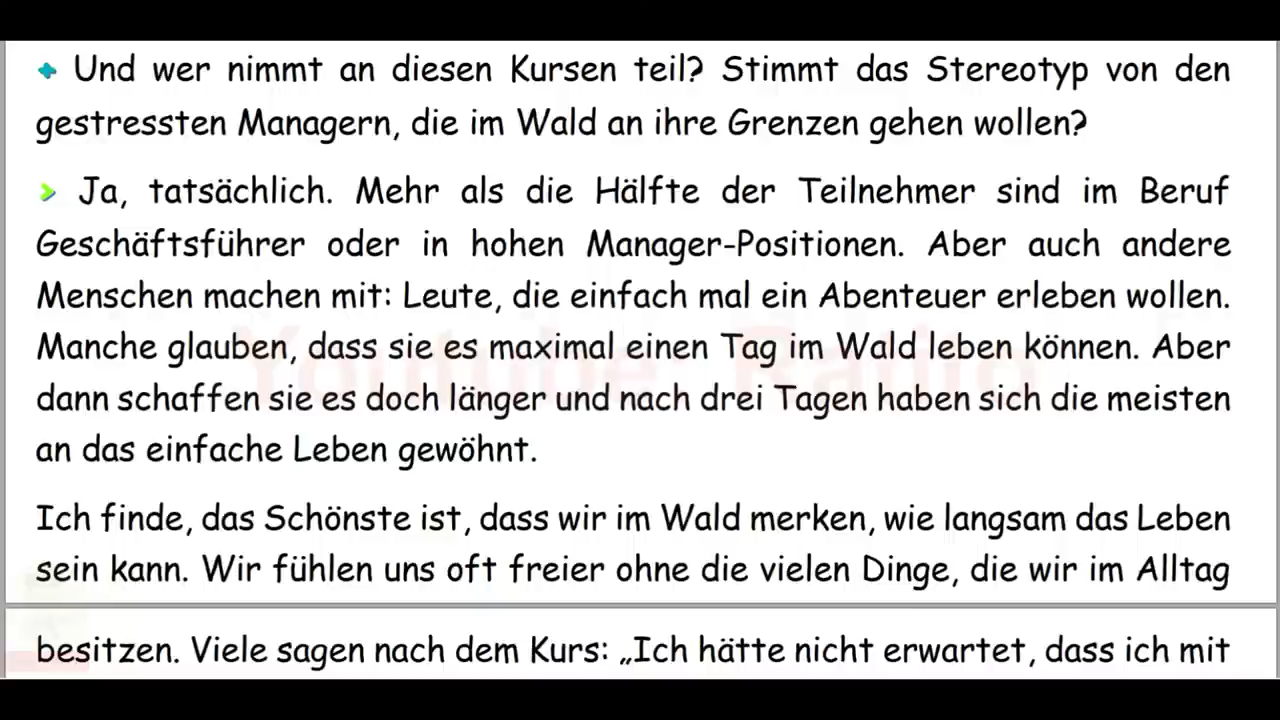 Und wer nimmt an diesen Kursen teil? Stimmt das Stereotyp von den
gestressten Managern, die im Wald an ihre Grenzen gehen wollen?
Ja, tatsächlich. Mehr als die Hälfte der Teilnehmer sind im Beruf
Geschäftsführer oder in hohen Manager-Positionen. Aber auch andere
Menschen machen mit: Leute, die einfach mal ein Abenteuer erleben wollen.
Manche glauben, dass sie es maximal einen Tag im Wald leben können. Aber
dann schaffen sie es doch länger und nach drei Tagen haben sich die meisten
an das einfache Leben gewöhnt.
Ich finde, das Schönste ist, dass wir im Wald merken, wie langsam das Leben
sein kann. Wir fühlen uns oft freier ohne die vielen Dinge, die wir im Alltag
besitzen. Viele sagen nach dem Kurs: „Ich hätte nicht erwartet, dass ich mit